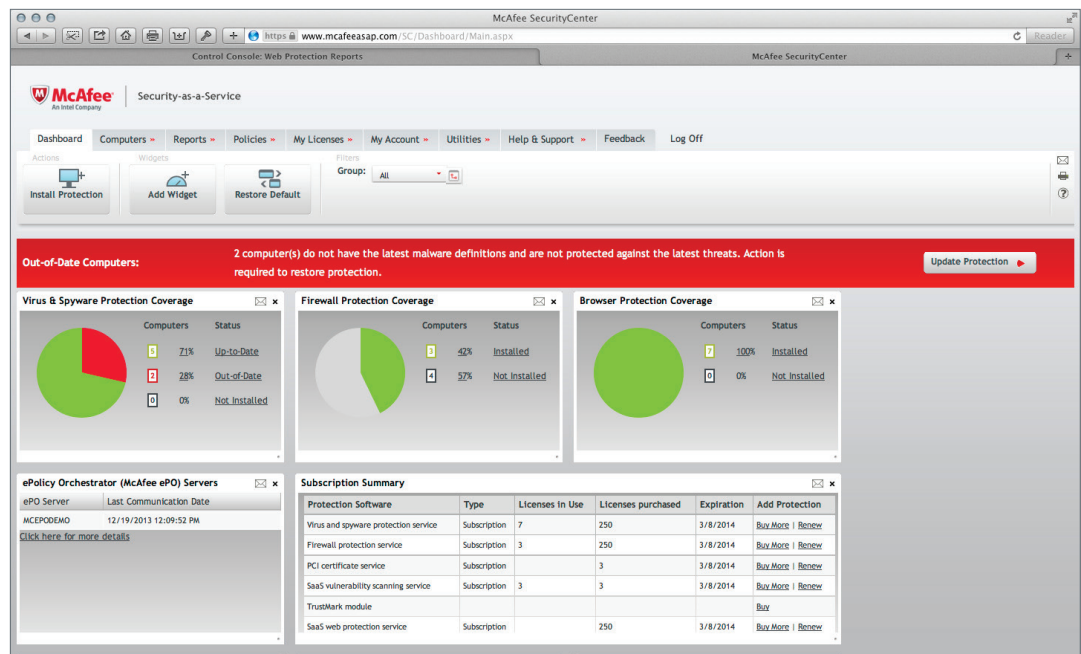 McAfee SecurityCenter
https www.mcafeeasap.com/SC/Dashboard/Main.aspx
Reader
Control Console: Web Protection Reports
McAfee SecurityCenter
McAfee
An Intel Company
Security-as-a-Service
Dashboard Computers » Reports » Policies » My Licenses » My Account » Utilities » Help & Support » Feedback Log Off
Actions Widgets Filters
Group: All
Install Protection Add Widget Restore Default
Out-of-Date Computers:
2 computer(s) do not have the latest malware definitions and are not protected against the latest threats. Action is
required to restore protection.
Update Protection
Virus & Spyware Protection Coverage
Computers Status
5 71% Up-to-Date
2 28% Out-of-Date
0 0% Not Installed
Firewall Protection Coverage
Computers Status
3 42% Installed
4 57% Not Installed
Browser Protection Coverage
Computers Status
7 100% Installed
0 0% Not Installed
ePolicy Orchestrator (McAfee ePO) Servers
ePO Server Last Communication Date
MCEPODEMO 12/19/2013 12:09:52 PM
Click here for more details
Subscription Summary
Protection Software Type Licenses in Use Licenses purchased Expiration Add Protection
Virus and spyware protection service Subscription 7 250 3/8/2014 Buy More | Renew
Firewall protection service Subscription 3 250 3/8/2014 Buy More | Renew
PCI certificate service Subscription 3 3/8/2014 Buy More | Renew
SaaS vulnerability scanning service Subscription 3 3 3/8/2014 Buy More | Renew
TrustMark module Buy
SaaS web protection service Subscription 250 3/8/2014 Buy More | Renew